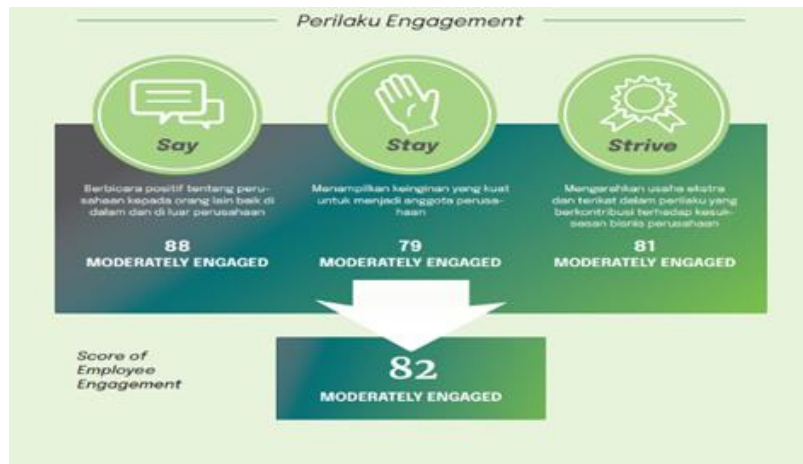 Perilaku Engagement
Say
Berbicara positif tentang peru-
sahaan kepada orang lain baik di
dalam dan di luar perusahaan
88
MODERATELY ENGAGED
Stay
Menampilkan keinginan yang kuat
untuk menjadi anggota perusa-
haan
79
MODERATELY ENGAGED
Strive
Mengarahkan usaha ekstra
dan terikat dalam perilaku yang
berkontribusi terhadap kesuk-
sesan bisnis perusahaan
81
MODERATELY ENGAGED
Score of
Employee
Engagement
82
MODERATELY ENGAGED